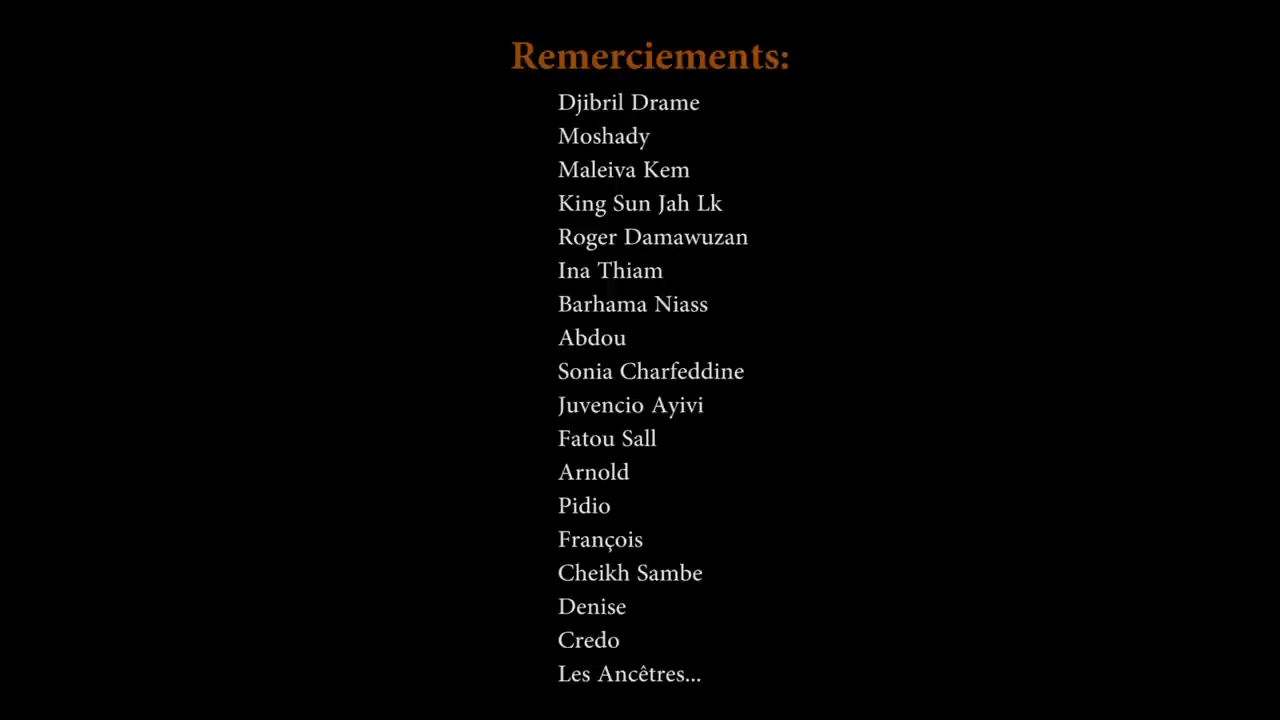 Remerciements:
Djibril Drame
Moshady
Maleiva Kem
King Sun Jah Lk
Roger Damawuzan
Ina Thiam
Barhama Niass
Abdou
Sonia Charfeddine
Juvencio Ayivi
Fatou Sall
Arnold
Pidio
François
Cheikh Sambe
Denise
Credo
Les Ancêtres...